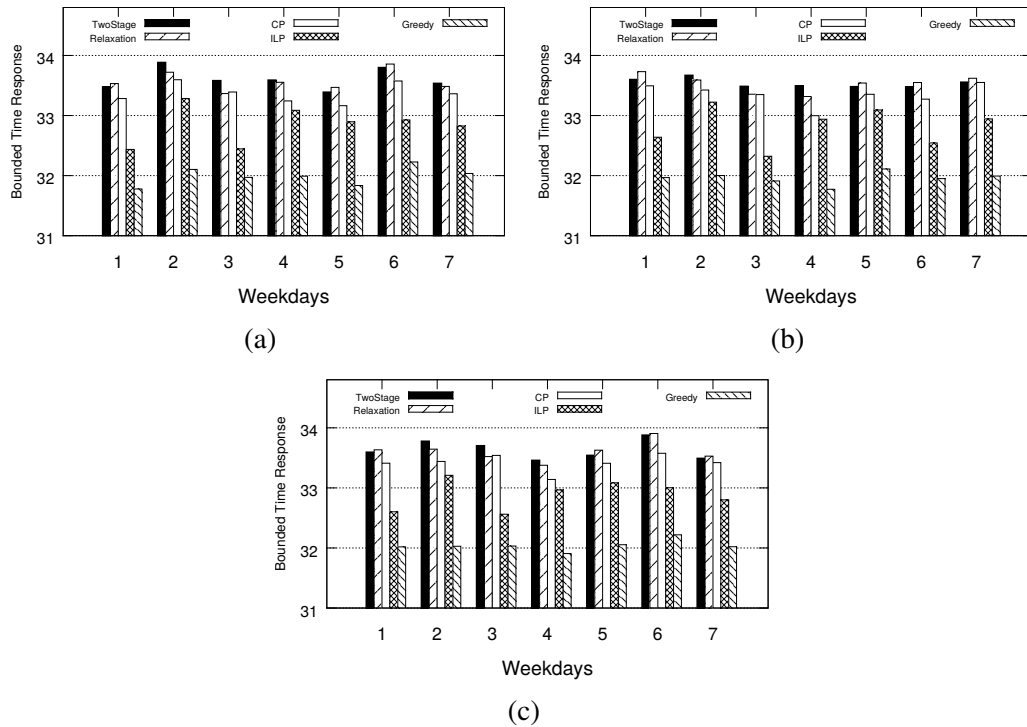 TwoStage CP Greedy
Relaxation ILP
Bounded Time Response
34
33
32
31
1 2 3 4 5 6 7
Weekdays
(a)
TwoStage CP Greedy
Relaxation ILP
Bounded Time Response
34
33
32
31
1 2 3 4 5 6 7
Weekdays
(b)
TwoStage CP Greedy
Relaxation ILP
Bounded Time Response
34
33
32
31
1 2 3 4 5 6 7
Weekdays
(c)